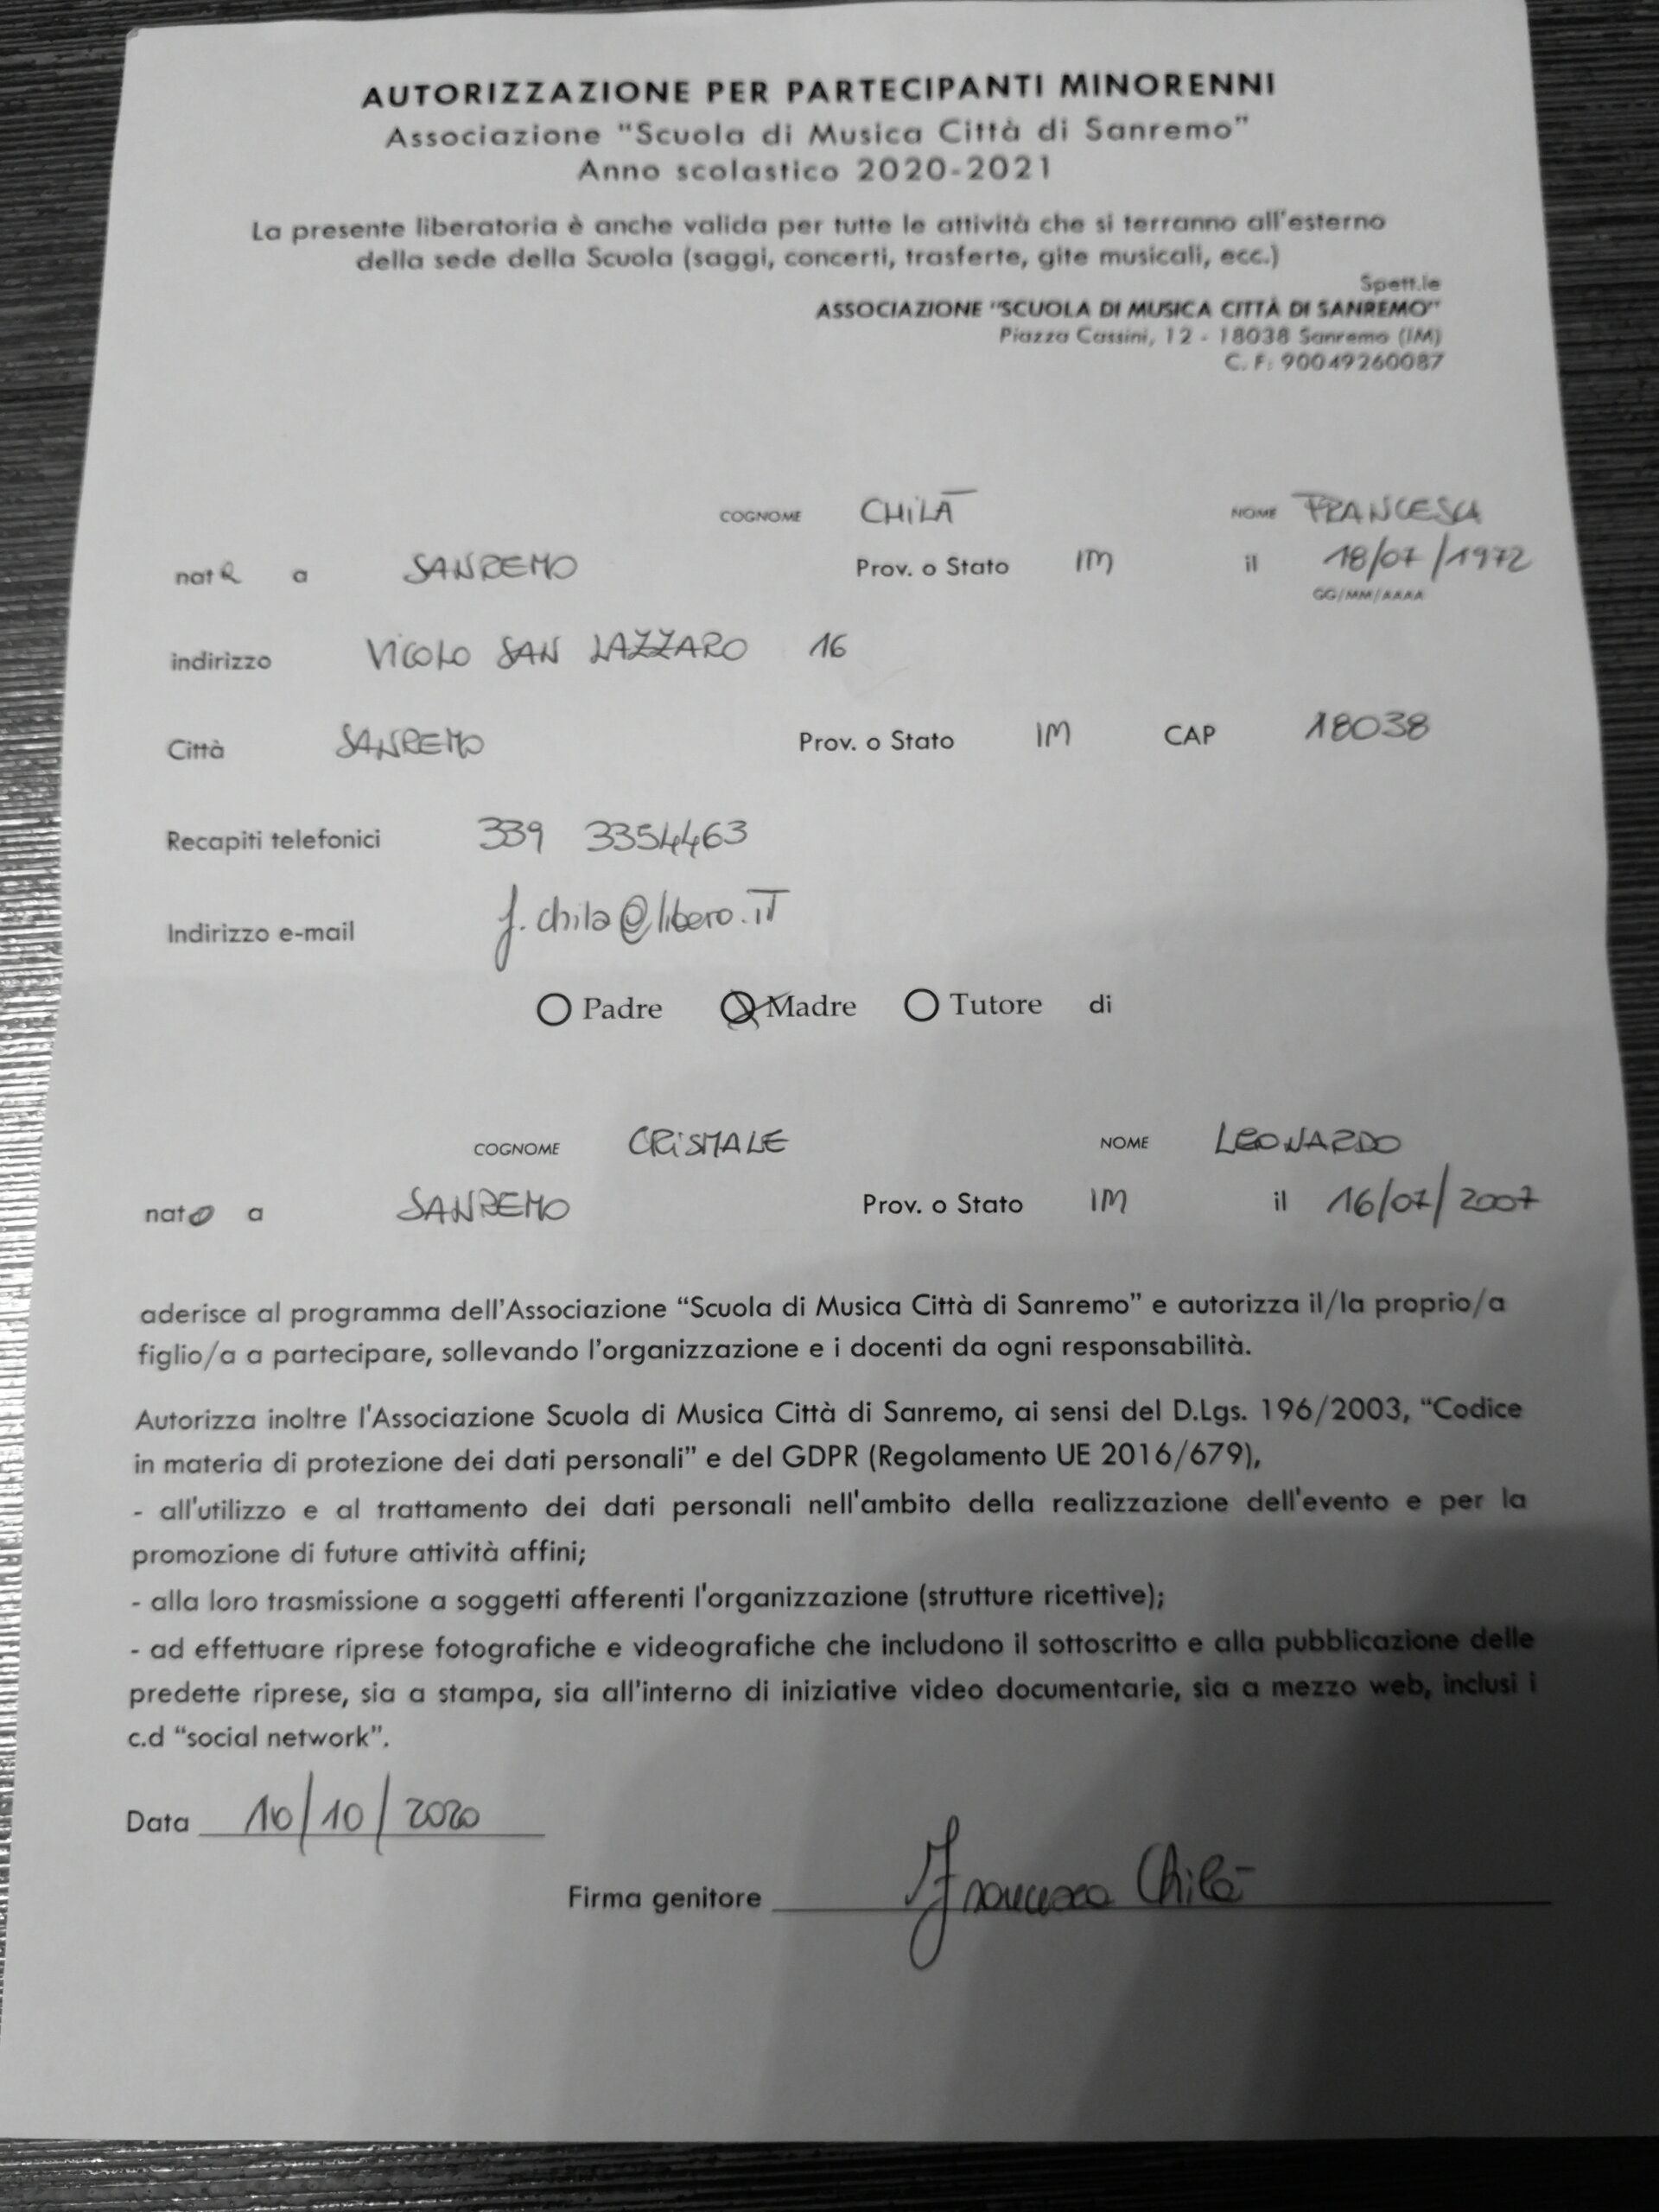 AUTORIZZAZIONE PER PARTECIPANTI MINORENNI
Associazione "Scuola di Musica Città di Sanremo"
Anno scolastico 2020-2021
La presente liberatoria è anche valida per tutte le attività che si terranno all'esterno
della sede della Scuola (saggi, concerti, trasferte, gite musicali, ecc.)
Spett.le
ASSOCIAZIONE "SCUOLA DI MUSICA CITTÀ DI SANREMO"
Piazza Cassini, 12 - 18038 Sanremo (IM)
C. F: 90049260087
COGNOME CHILÀ NOME FRANCESCA
nata a SANREMO Prov. o Stato IM il 18/07/1972
GG/MM/AAAA
indirizzo VICOLO SAN LAZZARO 16
Città SANREMO Prov. o Stato IM CAP 18038
Recapiti telefonici 339 3354463
Indirizzo e-mail f.chila@libero.it
Padre Madre Tutore di
COGNOME CRISMALE NOME LEONARDO
nato a SANREMO Prov. o Stato IM il 16/07/2007
aderisce al programma dell'Associazione "Scuola di Musica Città di Sanremo" e autorizza il/la proprio/a
figlio/a a partecipare, sollevando l'organizzazione e i docenti da ogni responsabilità.
Autorizza inoltre l'Associazione Scuola di Musica Città di Sanremo, ai sensi del D.Lgs. 196/2003, "Codice
in materia di protezione dei dati personali" e del GDPR (Regolamento UE 2016/679),
- all'utilizzo e al trattamento dei dati personali nell'ambito della realizzazione dell'evento e per la
promozione di future attività affini;
- alla loro trasmissione a soggetti afferenti l'organizzazione (strutture ricettive);
- ad effettuare riprese fotografiche e videografiche che includono il sottoscritto e alla pubblicazione delle
predette riprese, sia a stampa, sia all'interno di iniziative video documentarie, sia a mezzo web, inclusi i
c.d "social network".
Data 10/10/2020
Firma genitore Francesca Chilà